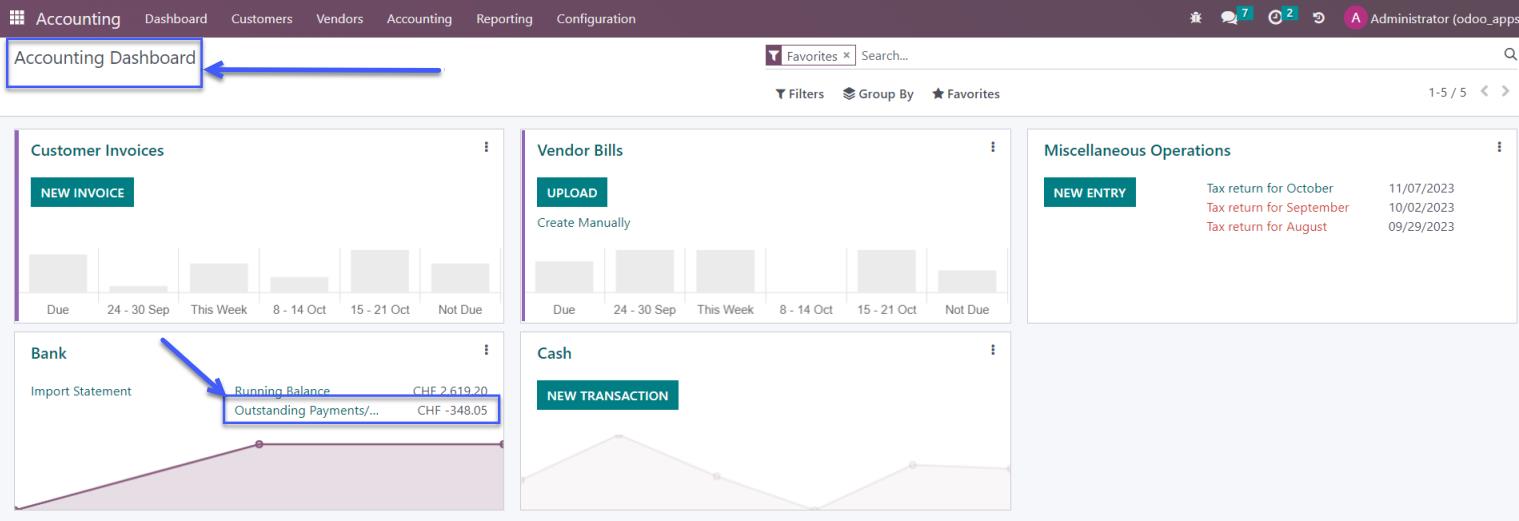 Accounting Dashboard Customers Vendors Accounting Reporting Configuration 7 2 A Administrator (odoo_apps
Accounting Dashboard
Favorites × Search...
Filters Group By Favorites
1-5 / 5
Customer Invoices
NEW INVOICE
Due 24 - 30 Sep This Week 8 - 14 Oct 15 - 21 Oct Not Due
Vendor Bills
UPLOAD
Create Manually
Due 24 - 30 Sep This Week 8 - 14 Oct 15 - 21 Oct Not Due
Miscellaneous Operations
NEW ENTRY
Tax return for October 11/07/2023
Tax return for September 10/02/2023
Tax return for August 09/29/2023
Bank
Import Statement
Running Balance CHF 2,619.20
Outstanding Payments/... CHF -348.05
Cash
NEW TRANSACTION